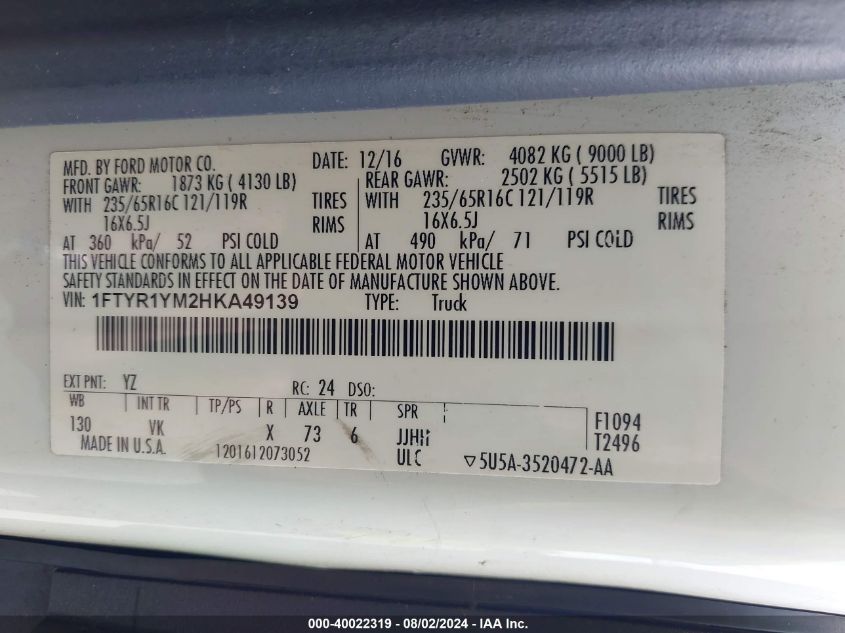 MFD. BY FORD MOTOR CO. DATE: 12/16 GVWR: 4082 KG ( 9000 LB)
FRONT GAWR: 1873 KG ( 4130 LB) REAR GAWR: 2502 KG ( 5515 LB)
WITH 235/65R16C 121/119R TIRES WITH 235/65R16C 121/119R TIRES
16X6.5J RIMS 16X6.5J RIMS
AT 360 kPa/ 52 PSI COLD AT 490 kPa/ 71 PSI COLD
THIS VEHICLE CONFORMS TO ALL APPLICABLE FEDERAL MOTOR VEHICLE
SAFETY STANDARDS IN EFFECT ON THE DATE OF MANUFACTURE SHOWN ABOVE.
VIN: 1FTYR1YM2HKA49139 TYPE: Truck
EXT PNT: YZ RC: 24 DSO:
WB INT TR TP/PS R AXLE TR SPR
130 VK X 73 6 JJHH F1094
MADE IN U.S.A. 1201612073052 ULC ▽5U5A-3520472-AA T2496
000-40022319 - 08/02/2024 - IAA Inc.